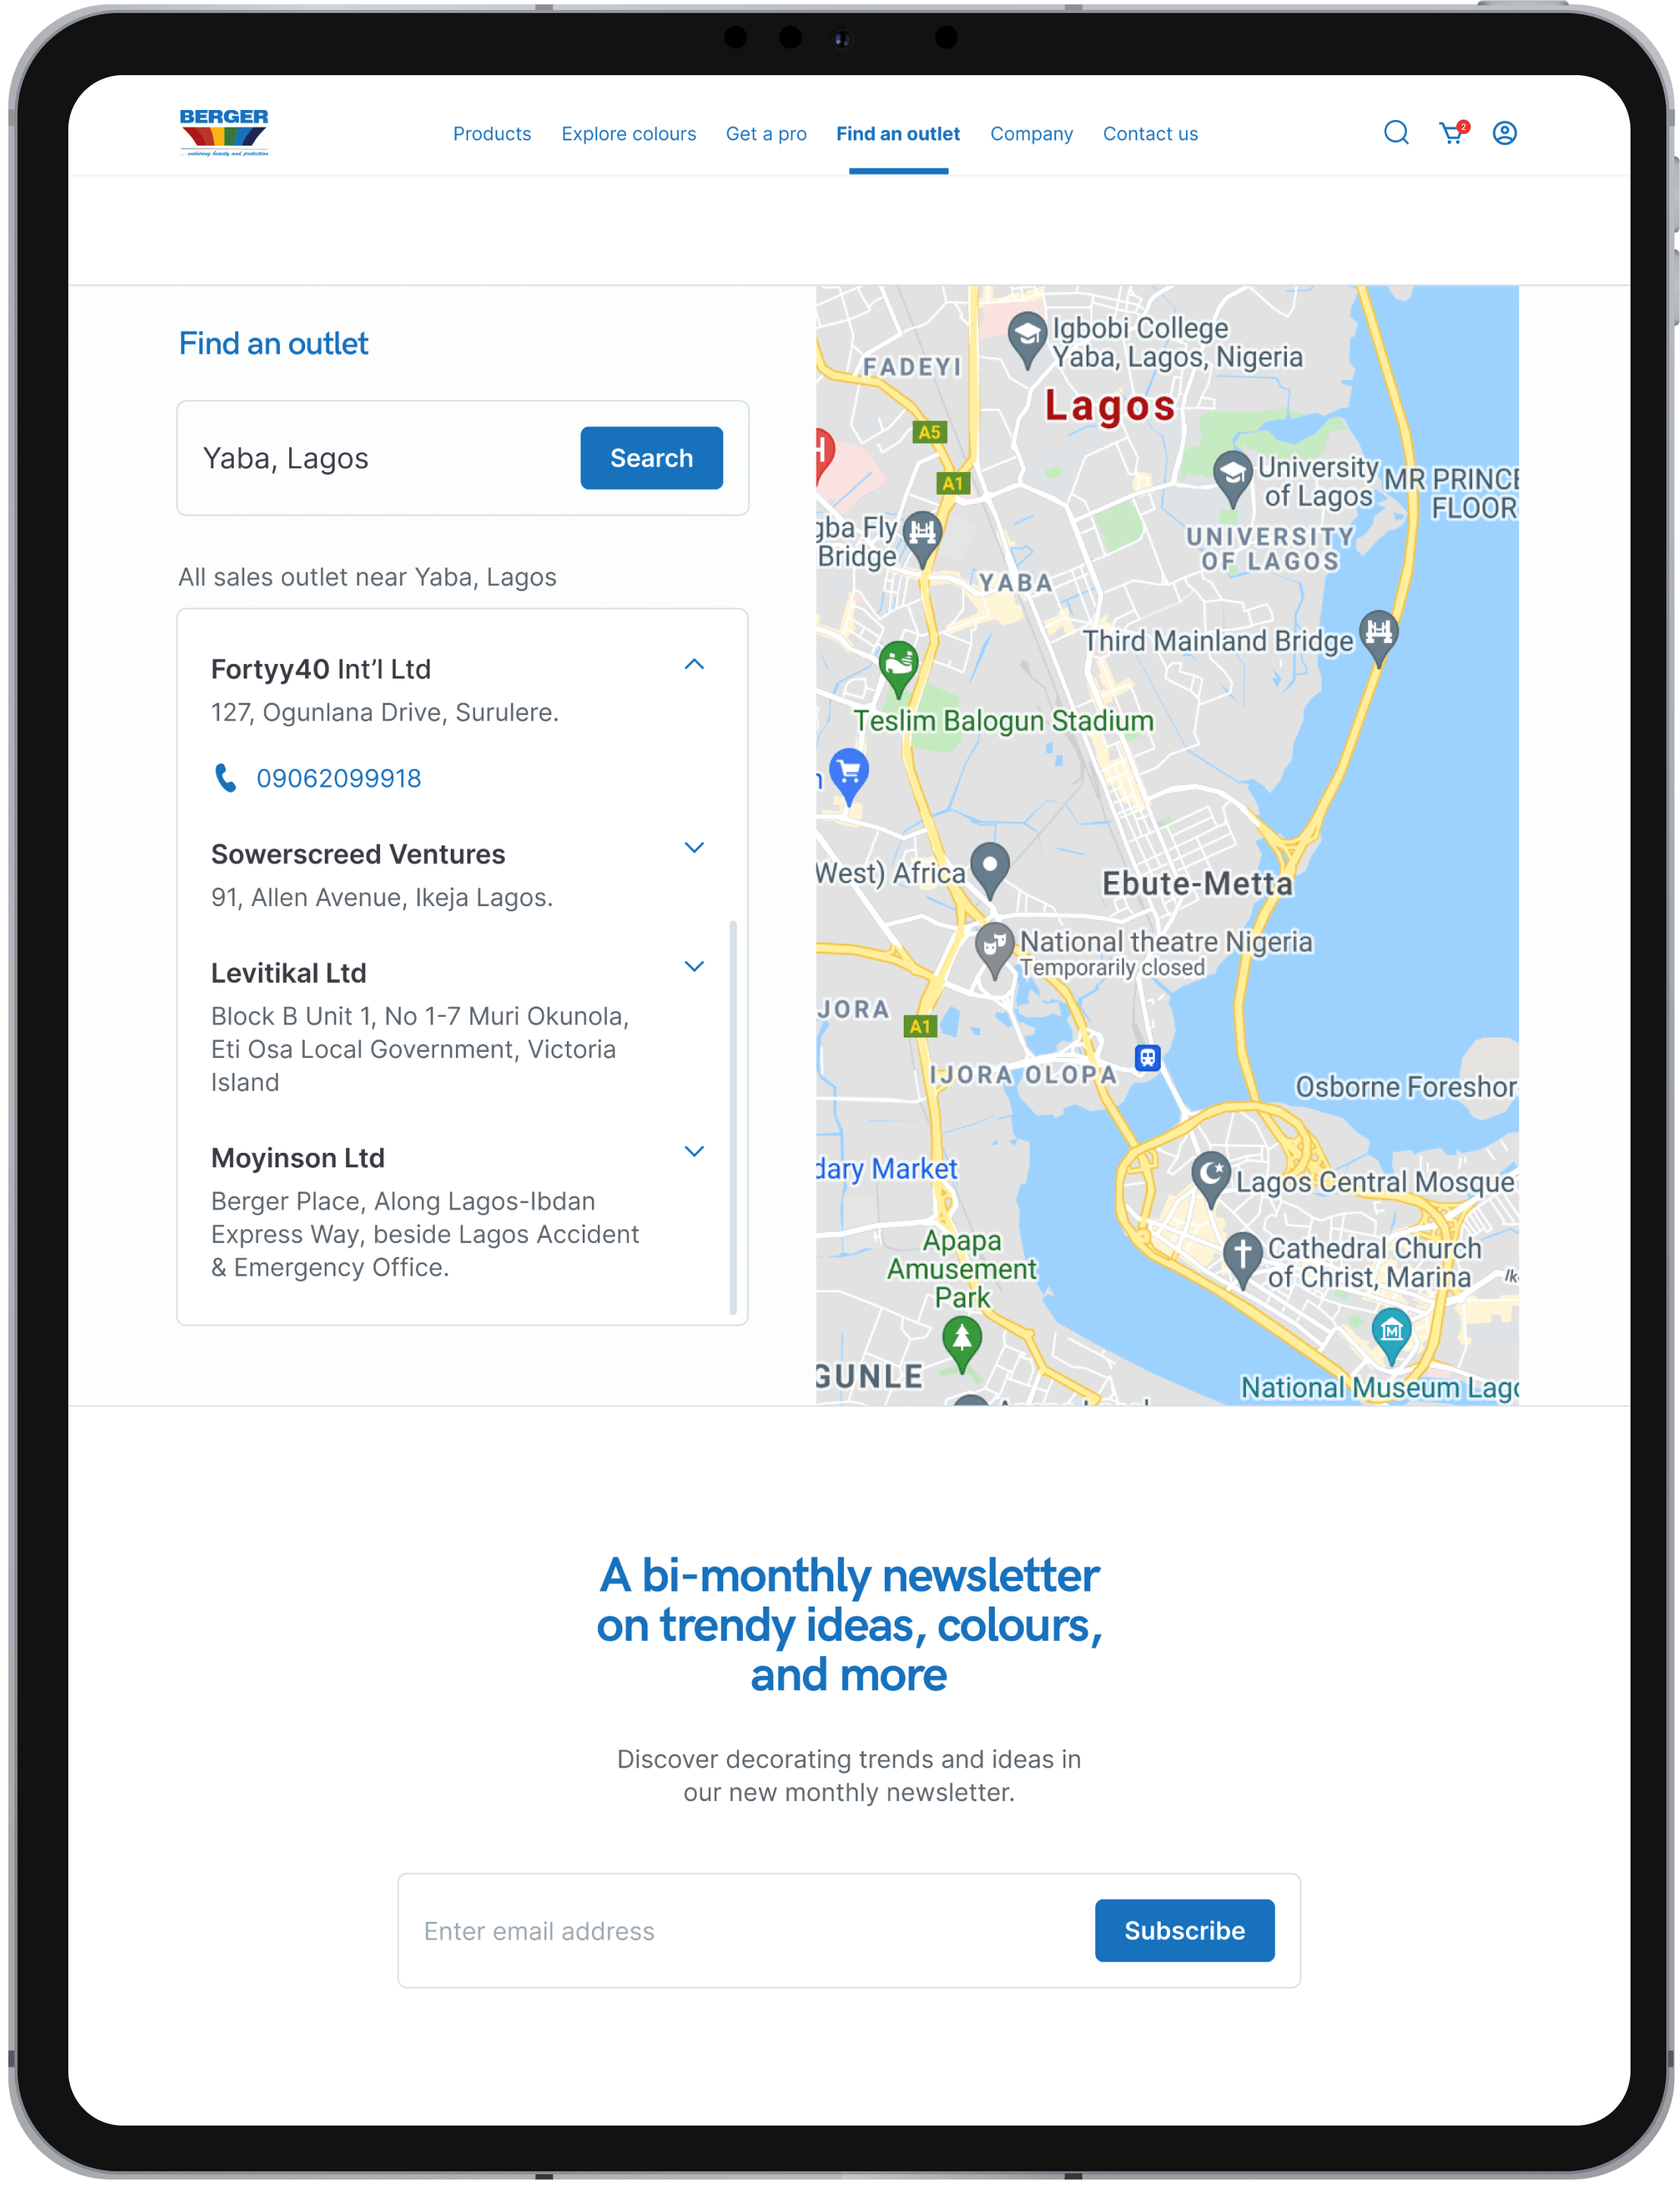 BERGER
... enduring beauty and protection
Products
Explore colours
Get a pro
Find an outlet
Company
Contact us
2
Find an outlet
Yaba, Lagos
Search
All sales outlet near Yaba, Lagos
Fortyy40 Int’l Ltd
127, Ogunlana Drive, Surulere.
09062099918
Sowerscreed Ventures
91, Allen Avenue, Ikeja Lagos.
Levitikal Ltd
Block B Unit 1, No 1-7 Muri Okunola,
Eti Osa Local Government, Victoria
Island
Moyinson Ltd
Berger Place, Along Lagos-Ibdan
Express Way, beside Lagos Accident
& Emergency Office.
Igbobi College
Yaba, Lagos, Nigeria
FADEYI
Lagos
A5
H
A1
University
of Lagos
MR PRINCE
FLOOR
gba Fly
Bridge
UNIVERSITY
OF LAGOS
YABA
Third Mainland Bridge
Teslim Balogun Stadium
n
West) Africa
Ebute-Metta
National theatre Nigeria
Temporarily closed
JORA
A1
IJORA OLOPA
Osborne Foreshor
dary Market
Lagos Central Mosque
Apapa
Amusement
Park
Cathedral Church
of Christ, Marina
Ik
M
GUNLE
National Museum Lago
A bi-monthly newsletter
on trendy ideas, colours,
and more
Discover decorating trends and ideas in
our new monthly newsletter.
Enter email address
Subscribe